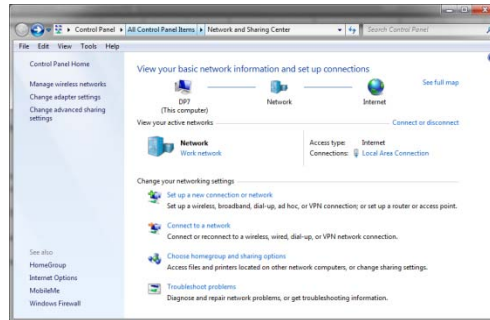 Control Panel ▸ All Control Panel Items ▸ Network and Sharing Center
Search Control Panel
File Edit View Tools Help
Control Panel Home
Manage wireless networks
Change adapter settings
Change advanced sharing
settings
See also
HomeGroup
Internet Options
MobileMe
Windows Firewall
View your basic network information and set up connections
See full map
DP7
(This computer)
Network
Internet
View your active networks
Connect or disconnect
Network
Work network
Access type: Internet
Connections: Local Area Connection
Change your networking settings
Set up a new connection or network
Set up a wireless, broadband, dial-up, ad hoc, or VPN connection; or set up a router or access point.
Connect to a network
Connect or reconnect to a wireless, wired, dial-up, or VPN network connection.
Choose homegroup and sharing options
Access files and printers located on other network computers, or change sharing settings.
Troubleshoot problems
Diagnose and repair network problems, or get troubleshooting information.